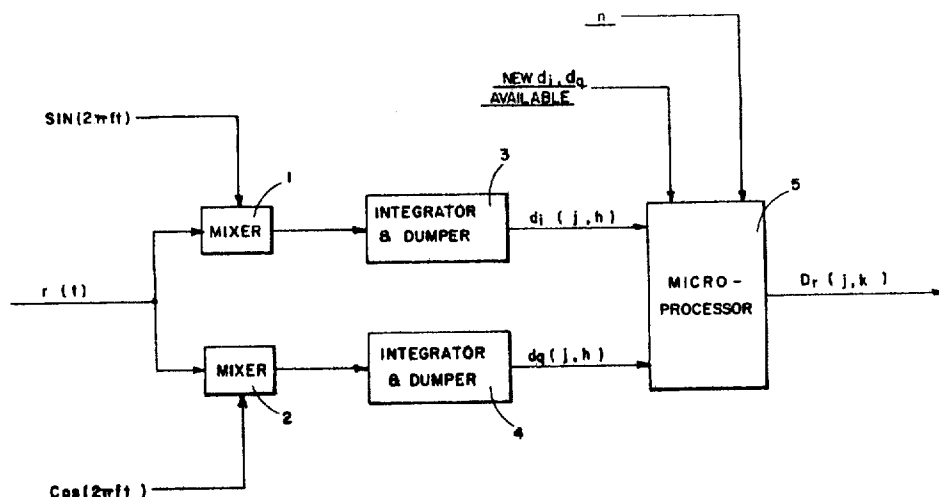 n
NEW di, dq
AVAILABLE
SIN(2πft)
1
3
5
MIXER
INTEGRATOR
& DUMPER
di (j,h)
r (t)
MICRO-
PROCESSOR
Dr (j,k)
MIXER
2
INTEGRATOR
& DUMPER
4
dq(j,h)
Cos(2πft)